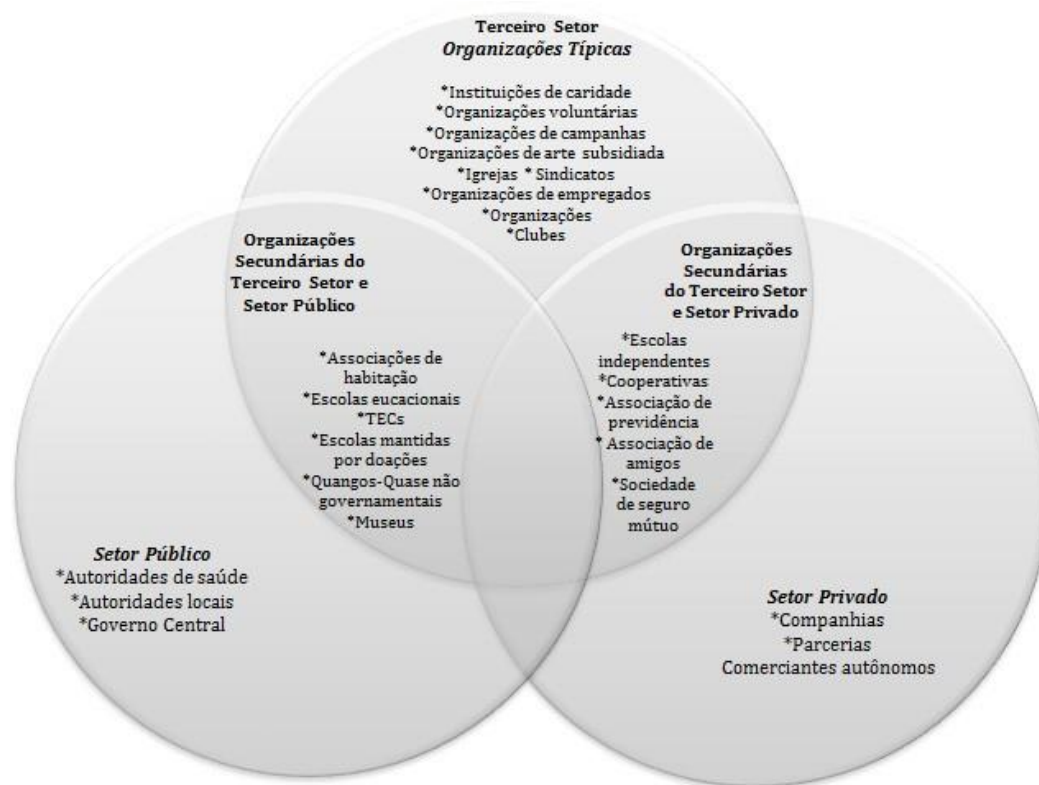 Terceiro Setor
Organizações Típicas
*Instituições de caridade
*Organizações voluntárias
*Organizações de campanhas
*Organizações de arte subsidiada
*Igrejas * Sindicatos
*Organizações de empregados
*Organizações
*Clubes
Organizações
Secundárias do
Terceiro Setor e
Setor Público
*Associações de
habitação
*Escolas eucacionais
*TECs
*Escolas mantidas
por doações
*Quangos-Quase não
governamentais
*Museus
Organizações
Secundárias
do Terceiro Setor
e Setor Privado
*Escolas
independentes
*Cooperativas
*Associação de
previdência
* Associação de
amigos
*Sociedade
de seguro
mútuo
Setor Público
*Autoridades de saúde
*Autoridades locais
*Governo Central
Setor Privado
*Companhias
*Parcerias
Comerciantes autônomos